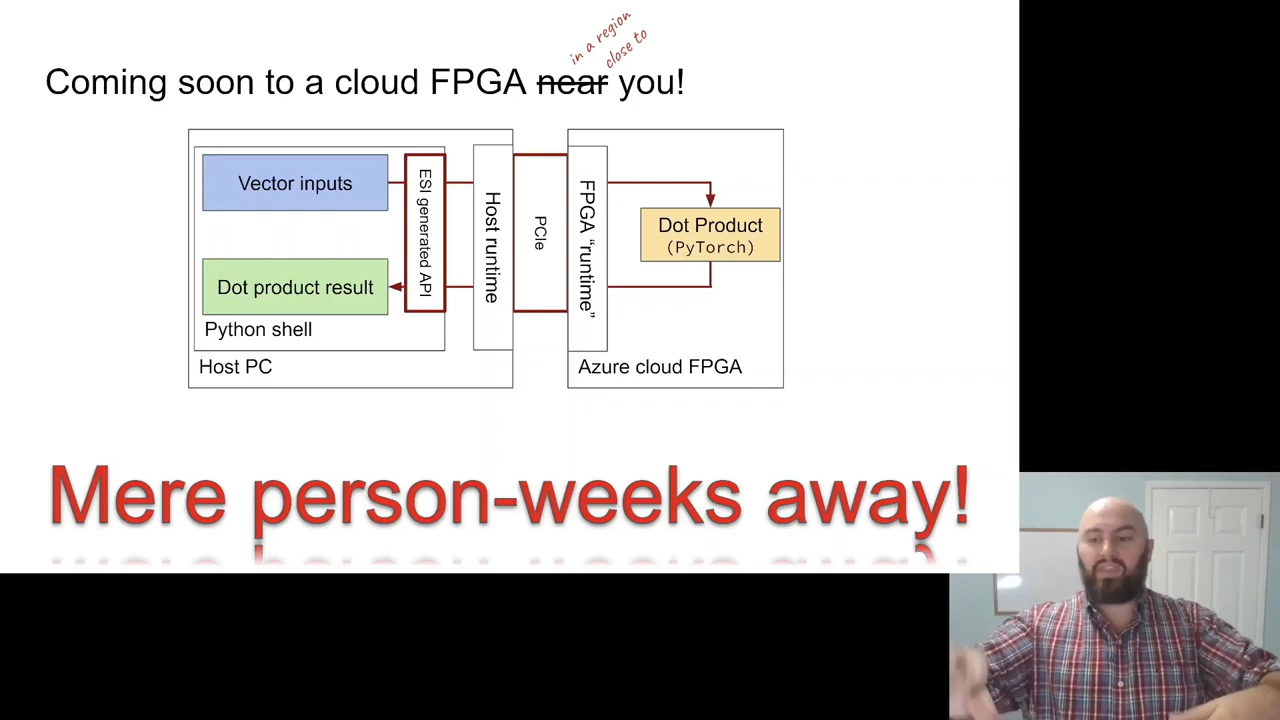 in a region
close to
Coming soon to a cloud FPGA near you!
Vector inputs
ESI generated API
Host runtime
PCIe
FPGA "runtime"
Dot Product
(PyTorch)
Dot product result
Python shell
Host PC
Azure cloud FPGA
Mere person-weeks away!